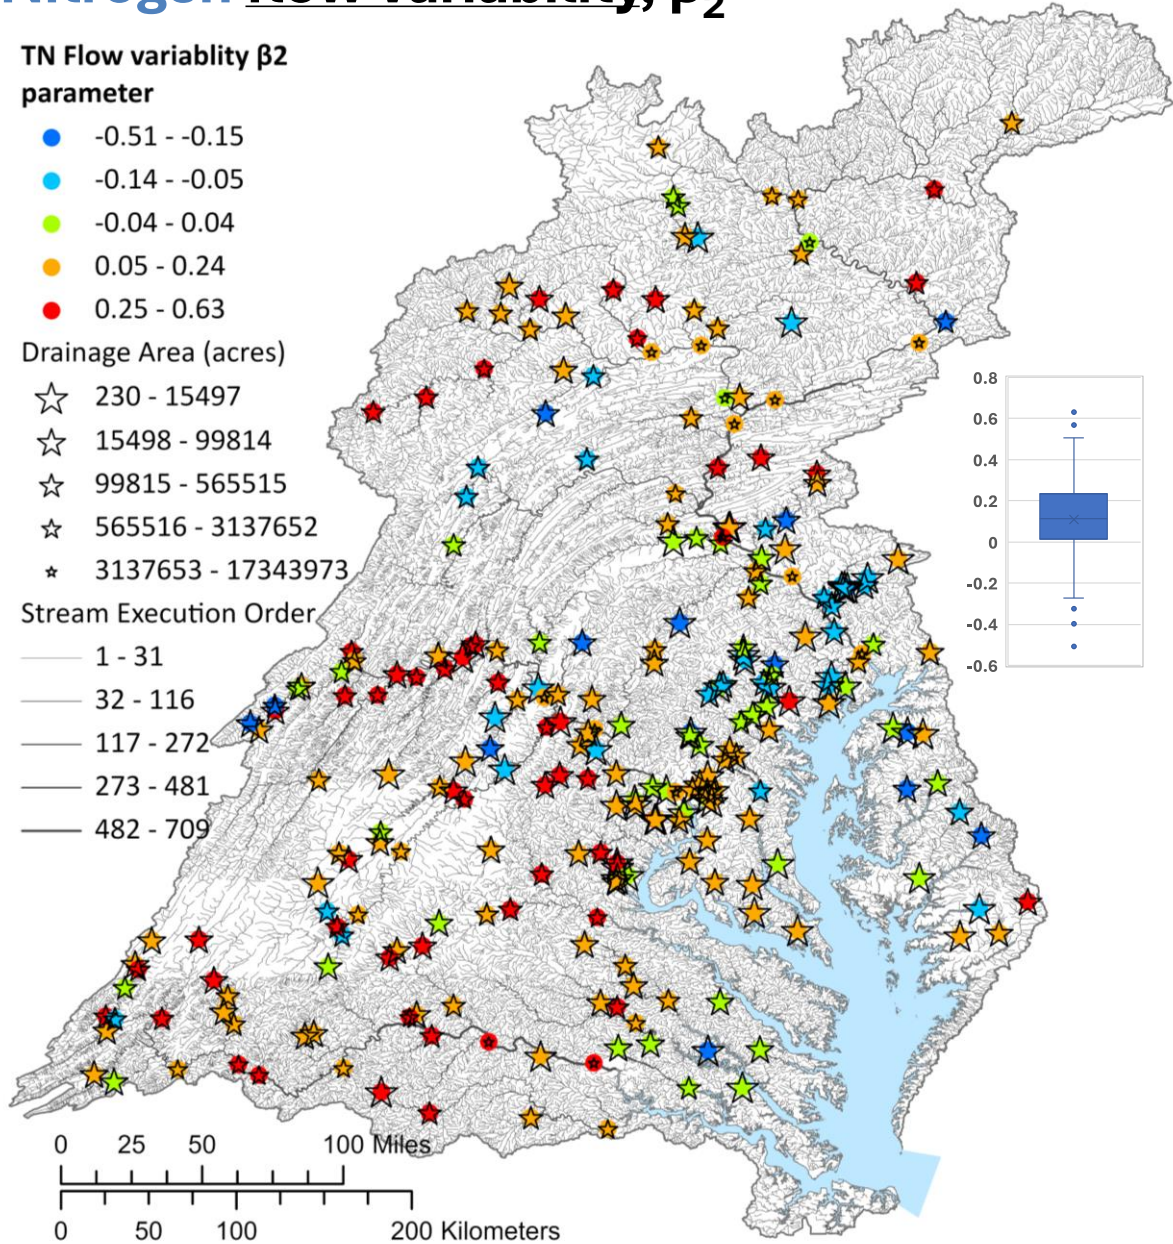 Nitrogen flow variability, β2
TN Flow variablity β2
parameter
-0.51 - -0.15
-0.14 - -0.05
-0.04 - 0.04
0.05 - 0.24
0.25 - 0.63
Drainage Area (acres)
230 - 15497
15498 - 99814
99815 - 565515
565516 - 3137652
3137653 - 17343973
Stream Execution Order
1 - 31
32 - 116
117 - 272
273 - 481
482 - 709
0.8
0.6
0.4
0.2
0
-0.2
-0.4
-0.6
0 25 50 100 Miles
0 50 100 200 Kilometers